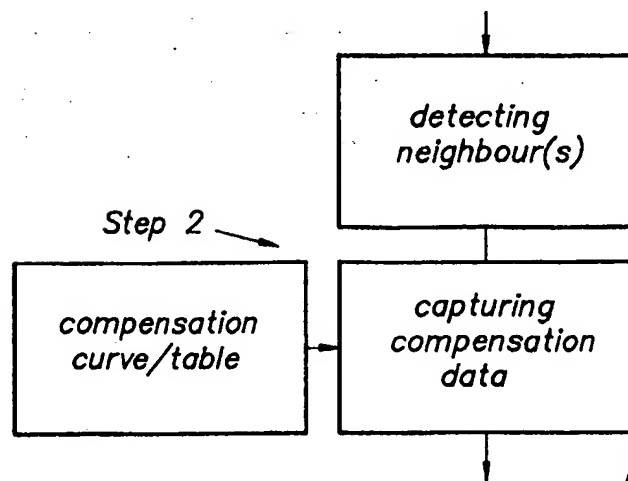 detecting
neighbour(s)
Step 2
compensation
curve/table
capturing
compensation
data